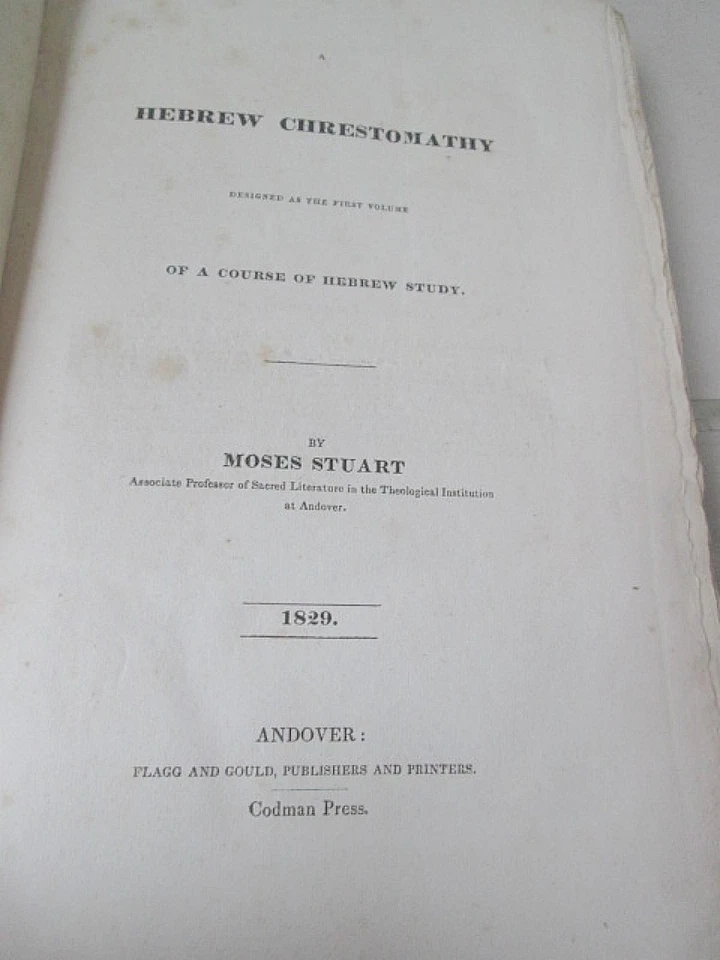 HEBREW CHRESTOMATHY
DESIGNED AS THE FIRST VOLUME
OF A COURSE OF HEBREW STUDY.
BY
MOSES STUART
Associate Professor of Sacred Literature in the Theological Institution
at Andover.
1829.
ANDOVER:
FLAGG AND GOULD, PUBLISHERS AND PRINTERS.
Codman Press.